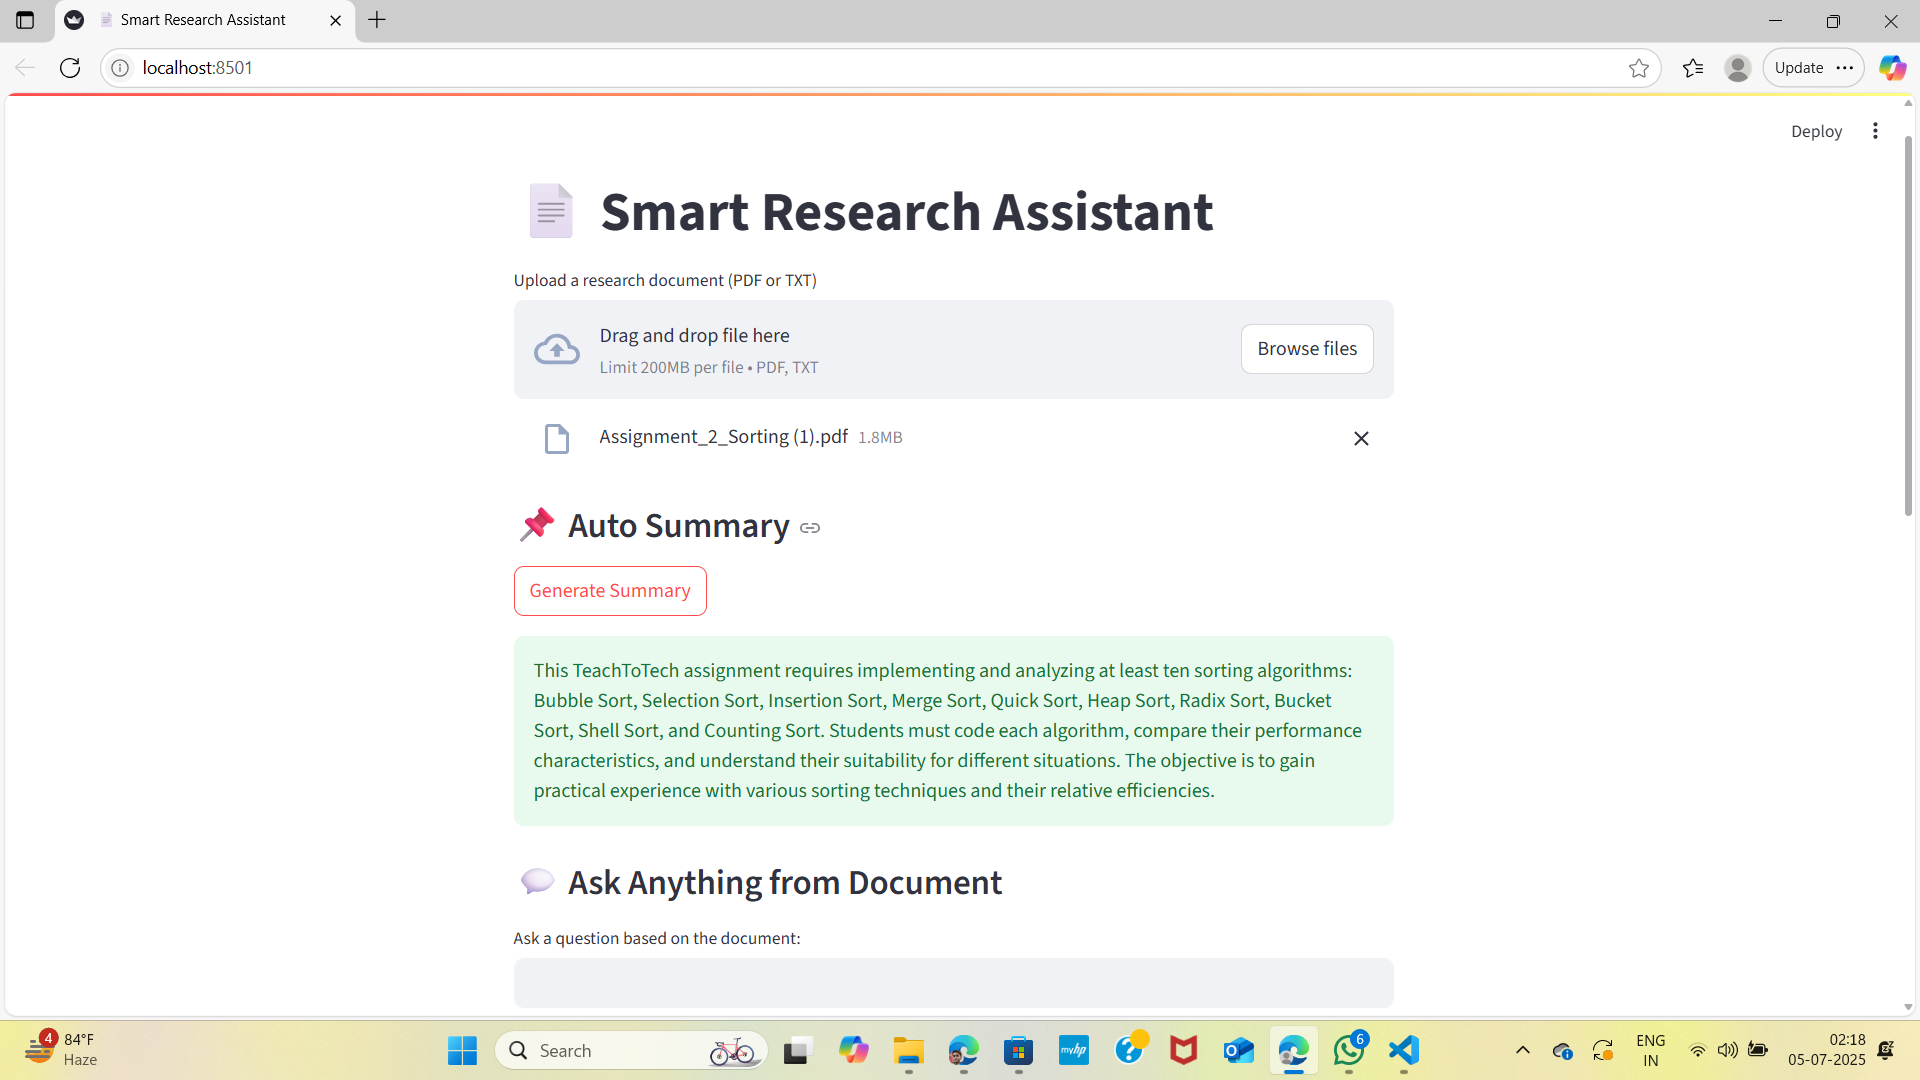 Smart Research Assistant
localhost:8501
Update
Deploy
Smart Research Assistant
Upload a research document (PDF or TXT)
Drag and drop file here
Limit 200MB per file • PDF, TXT
Browse files
Assignment_2_Sorting (1).pdf 1.8MB
Auto Summary
Generate Summary
This TeachToTech assignment requires implementing and analyzing at least ten sorting algorithms:
Bubble Sort, Selection Sort, Insertion Sort, Merge Sort, Quick Sort, Heap Sort, Radix Sort, Bucket
Sort, Shell Sort, and Counting Sort. Students must code each algorithm, compare their performance
characteristics, and understand their suitability for different situations. The objective is to gain
practical experience with various sorting techniques and their relative efficiencies.
Ask Anything from Document
Ask a question based on the document:
4
84°F
Haze
Search
myhp
6
ENG
IN
02:18
05-07-2025